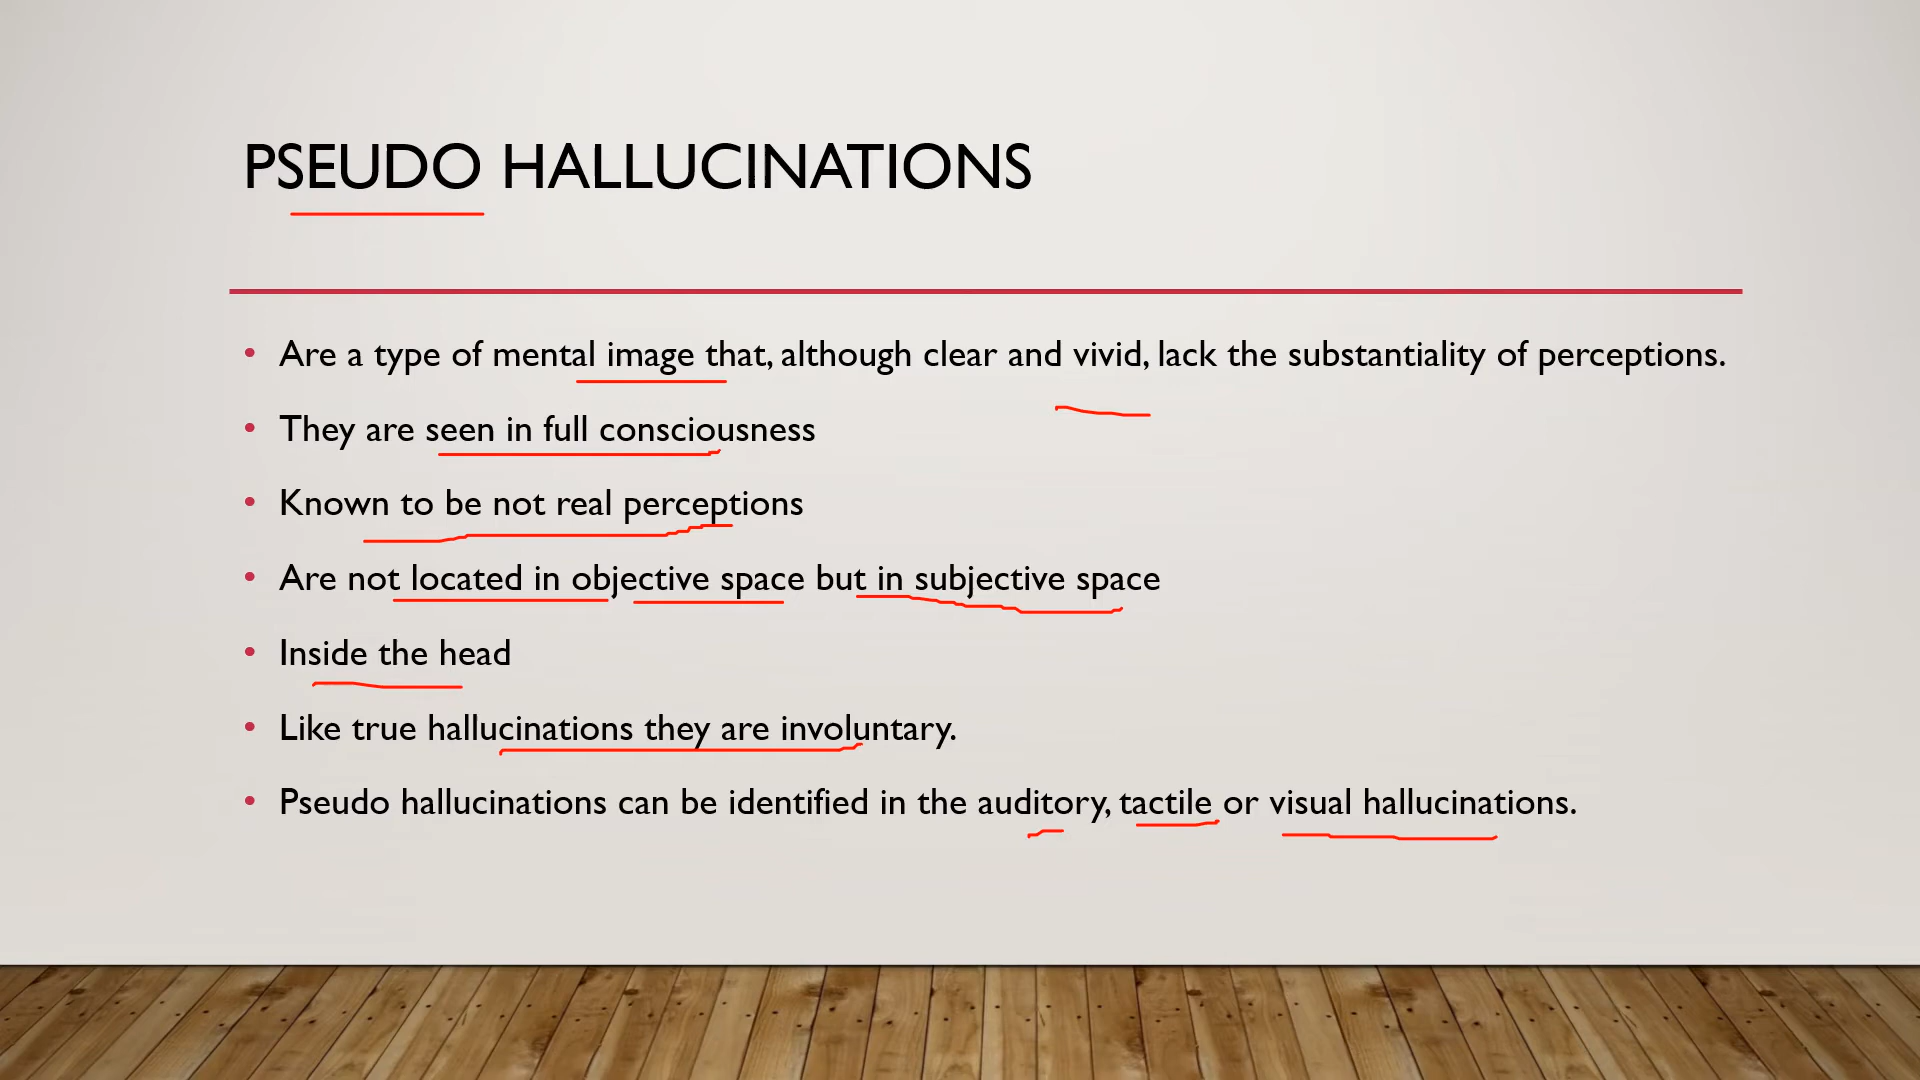 PSEUDO HALLUCINATIONS
• Are a type of mental image that, although clear and vivid, lack the substantiality of perceptions.
• They are seen in full consciousness
• Known to be not real perceptions
• Are not located in objective space but in subjective space
• Inside the head
• Like true hallucinations they are involuntary.
• Pseudo hallucinations can be identified in the auditory, tactile or visual hallucinations.